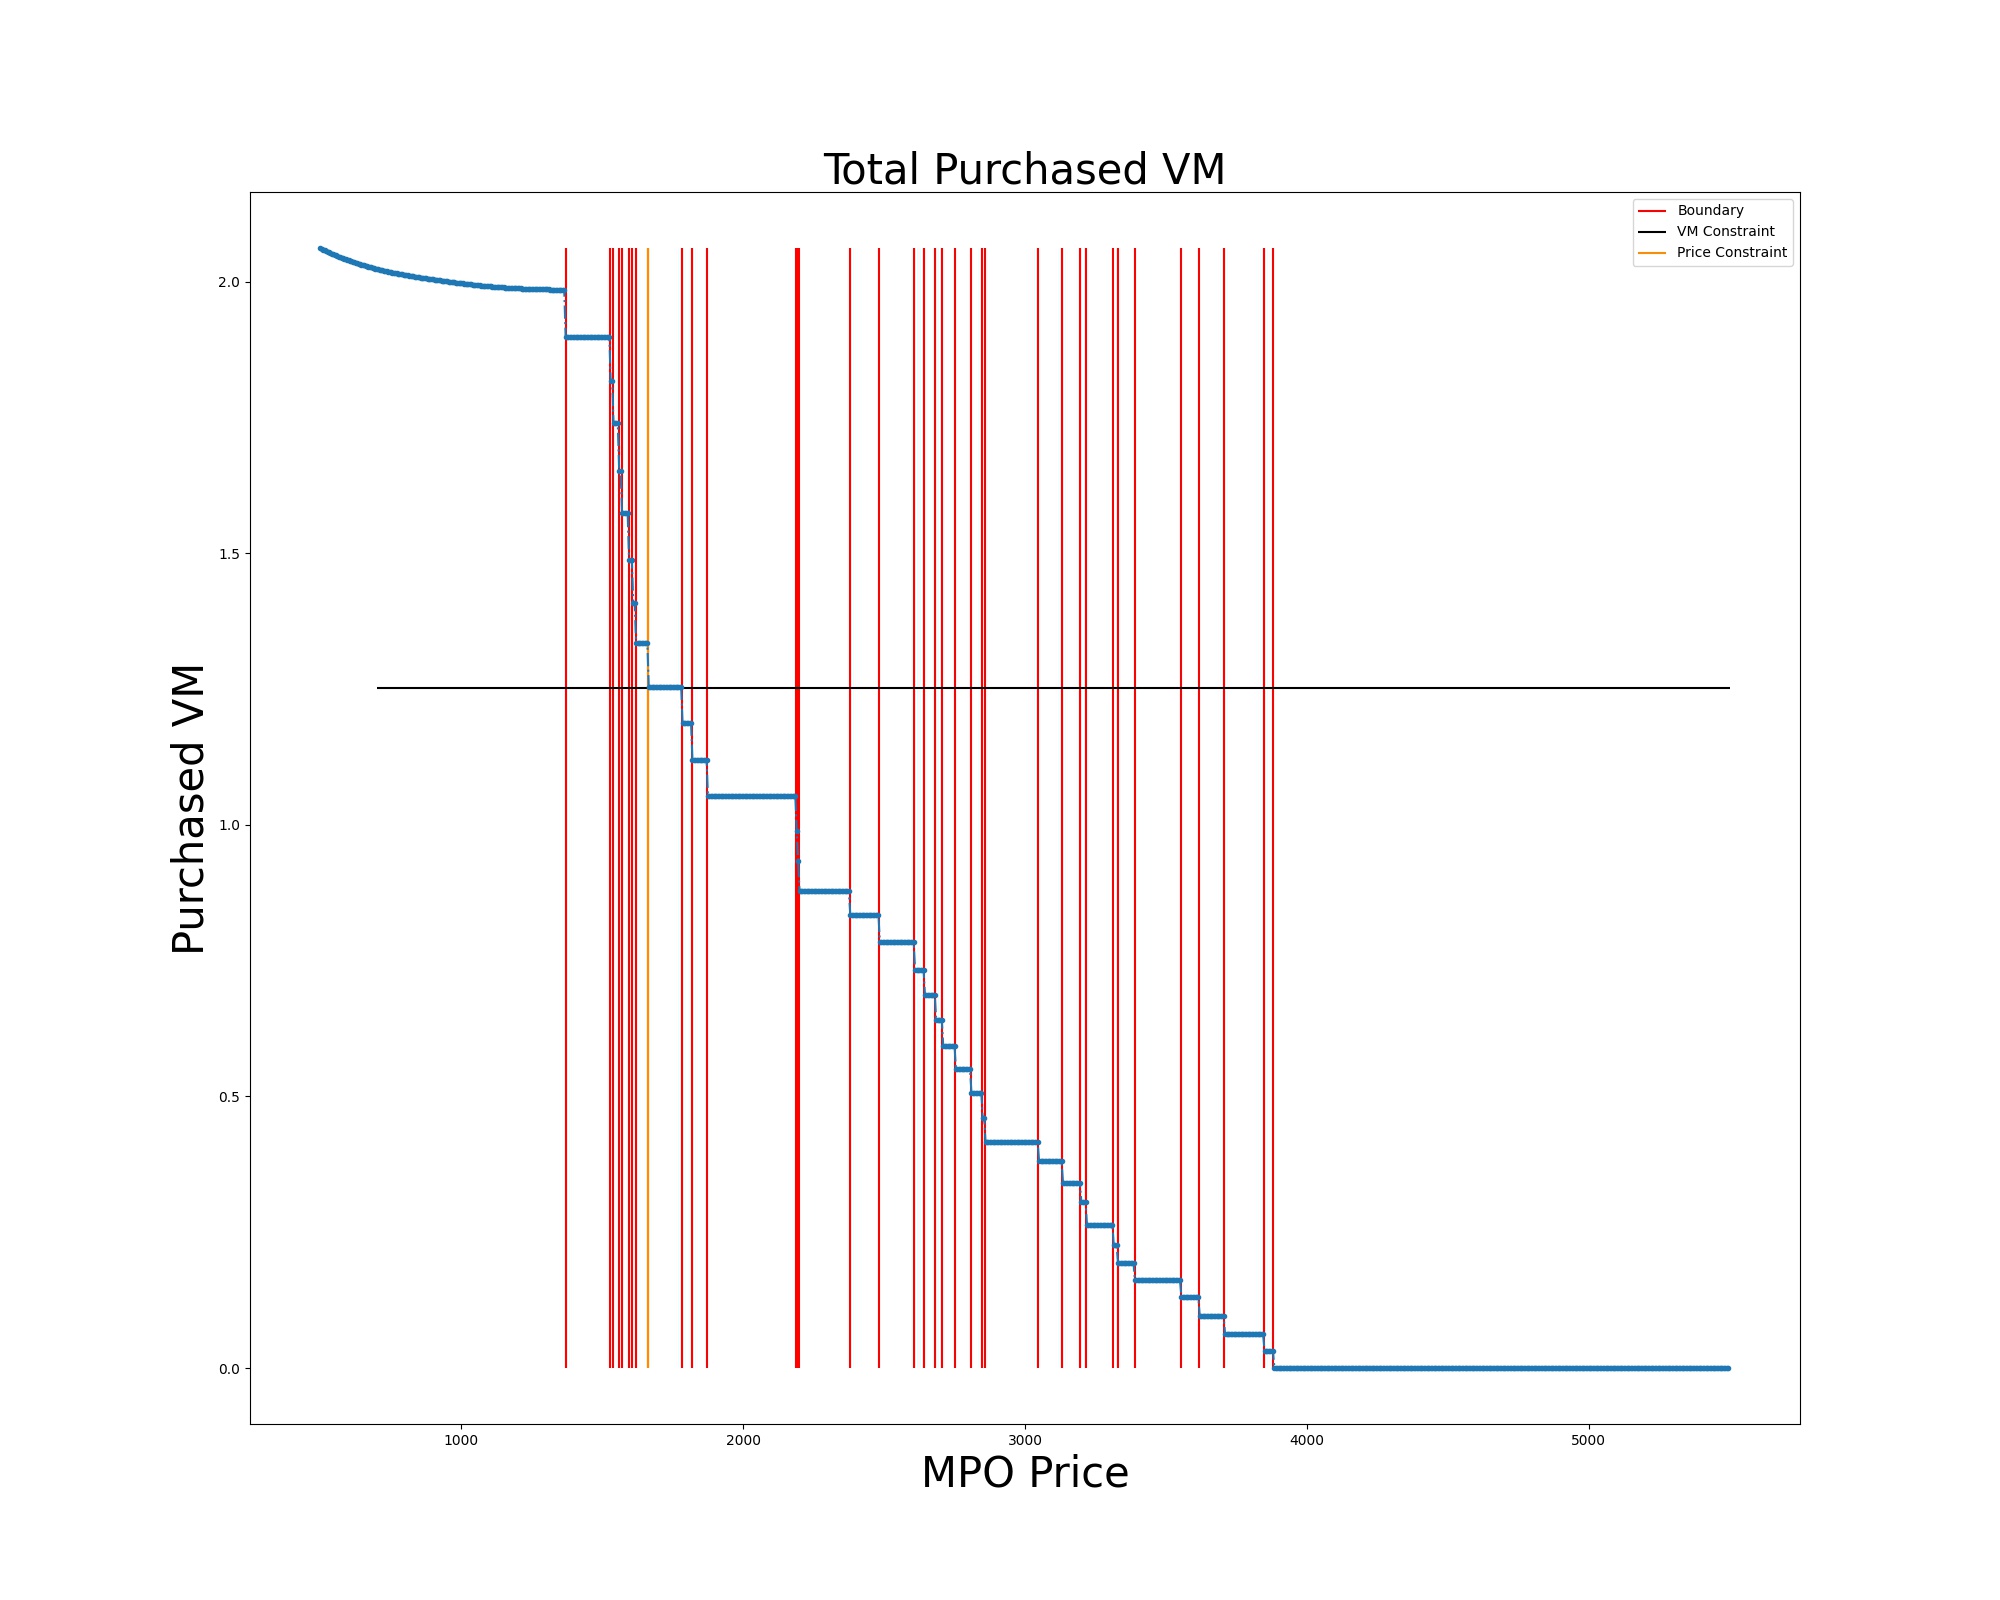 Total Purchased VM
Boundary
VM Constraint
Price Constraint
2.0
1.5
1.0
0.5
0.0
Purchased VM
1000 2000 3000 4000 5000
MPO Price